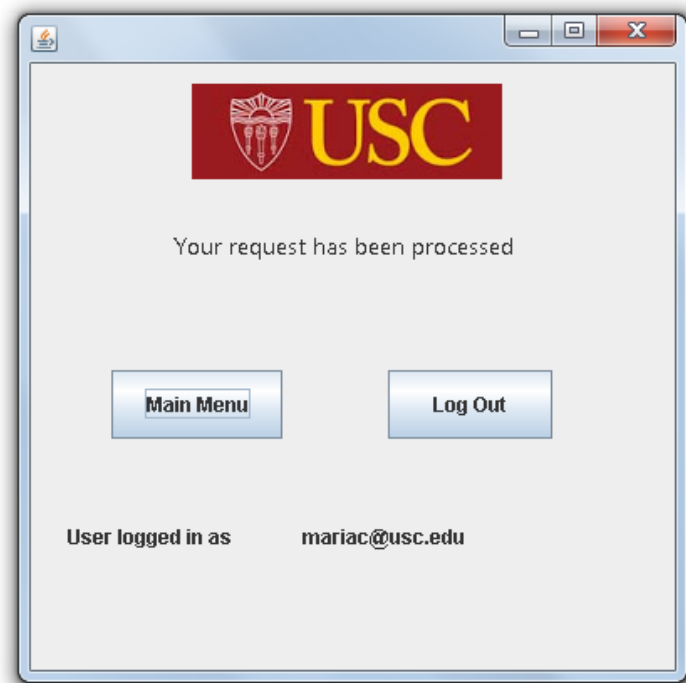 USC
Your request has been processed
Main Menu
Log Out
User logged in as mariac@usc.edu